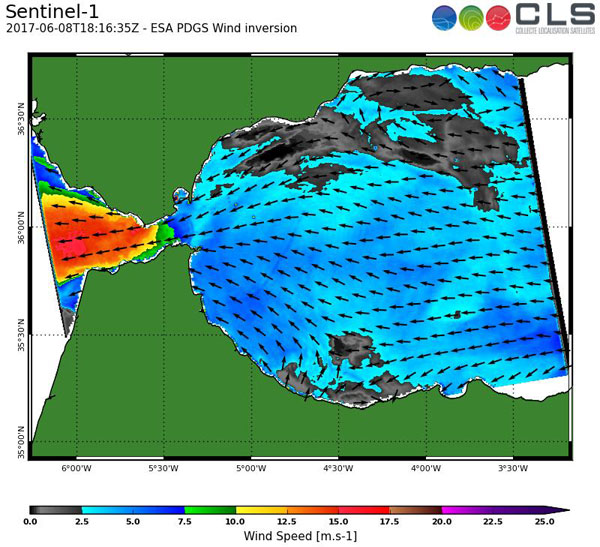 Sentinel-1
2017-06-08T18:16:35Z - ESA PDGS Wind inversion
CLS
COLLECTE LOCALISATION SATELLITES
36°30'N
36°00'N
35°30'N
35°00'N
6°00'W 5°30'W 5°00'W 4°30'W 4°00'W 3°30'W
0.0 2.5 5.0 7.5 10.0 12.5 15.0 17.5 20.0 22.5 25.0
Wind Speed [m.s-1]